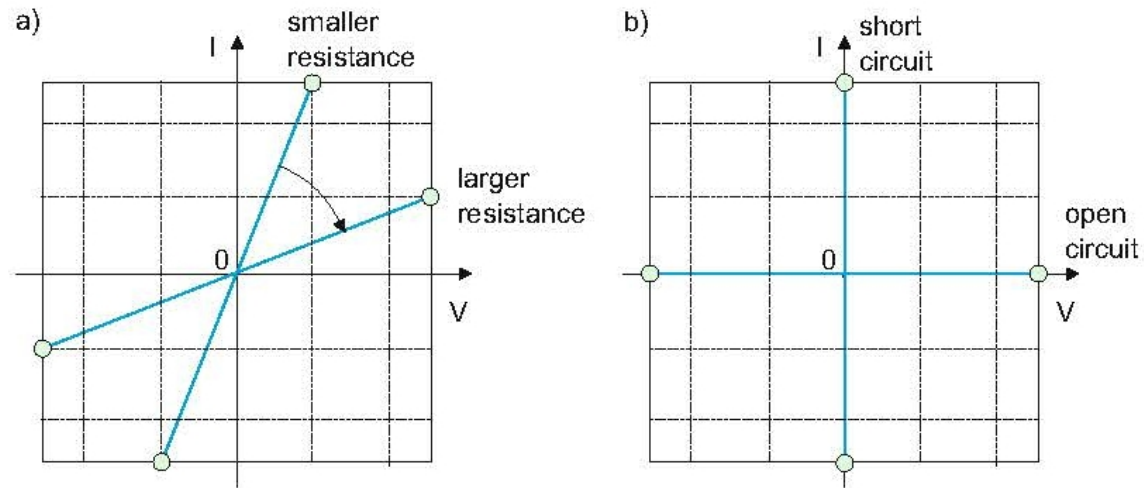 a)
smaller
resistance
I
larger
resistance
0
V
b)
short
circuit
I
open
circuit
0
V